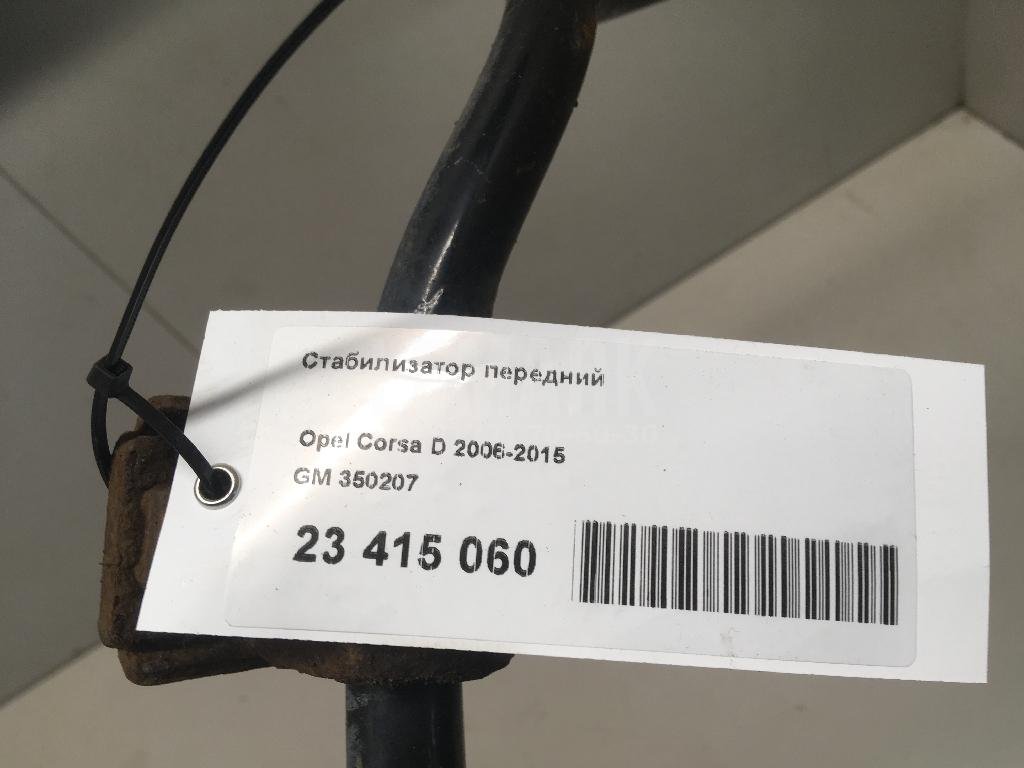 Стабилизатор передний
Opel Corsa D 2006-2015
GM 350207
23 415 060